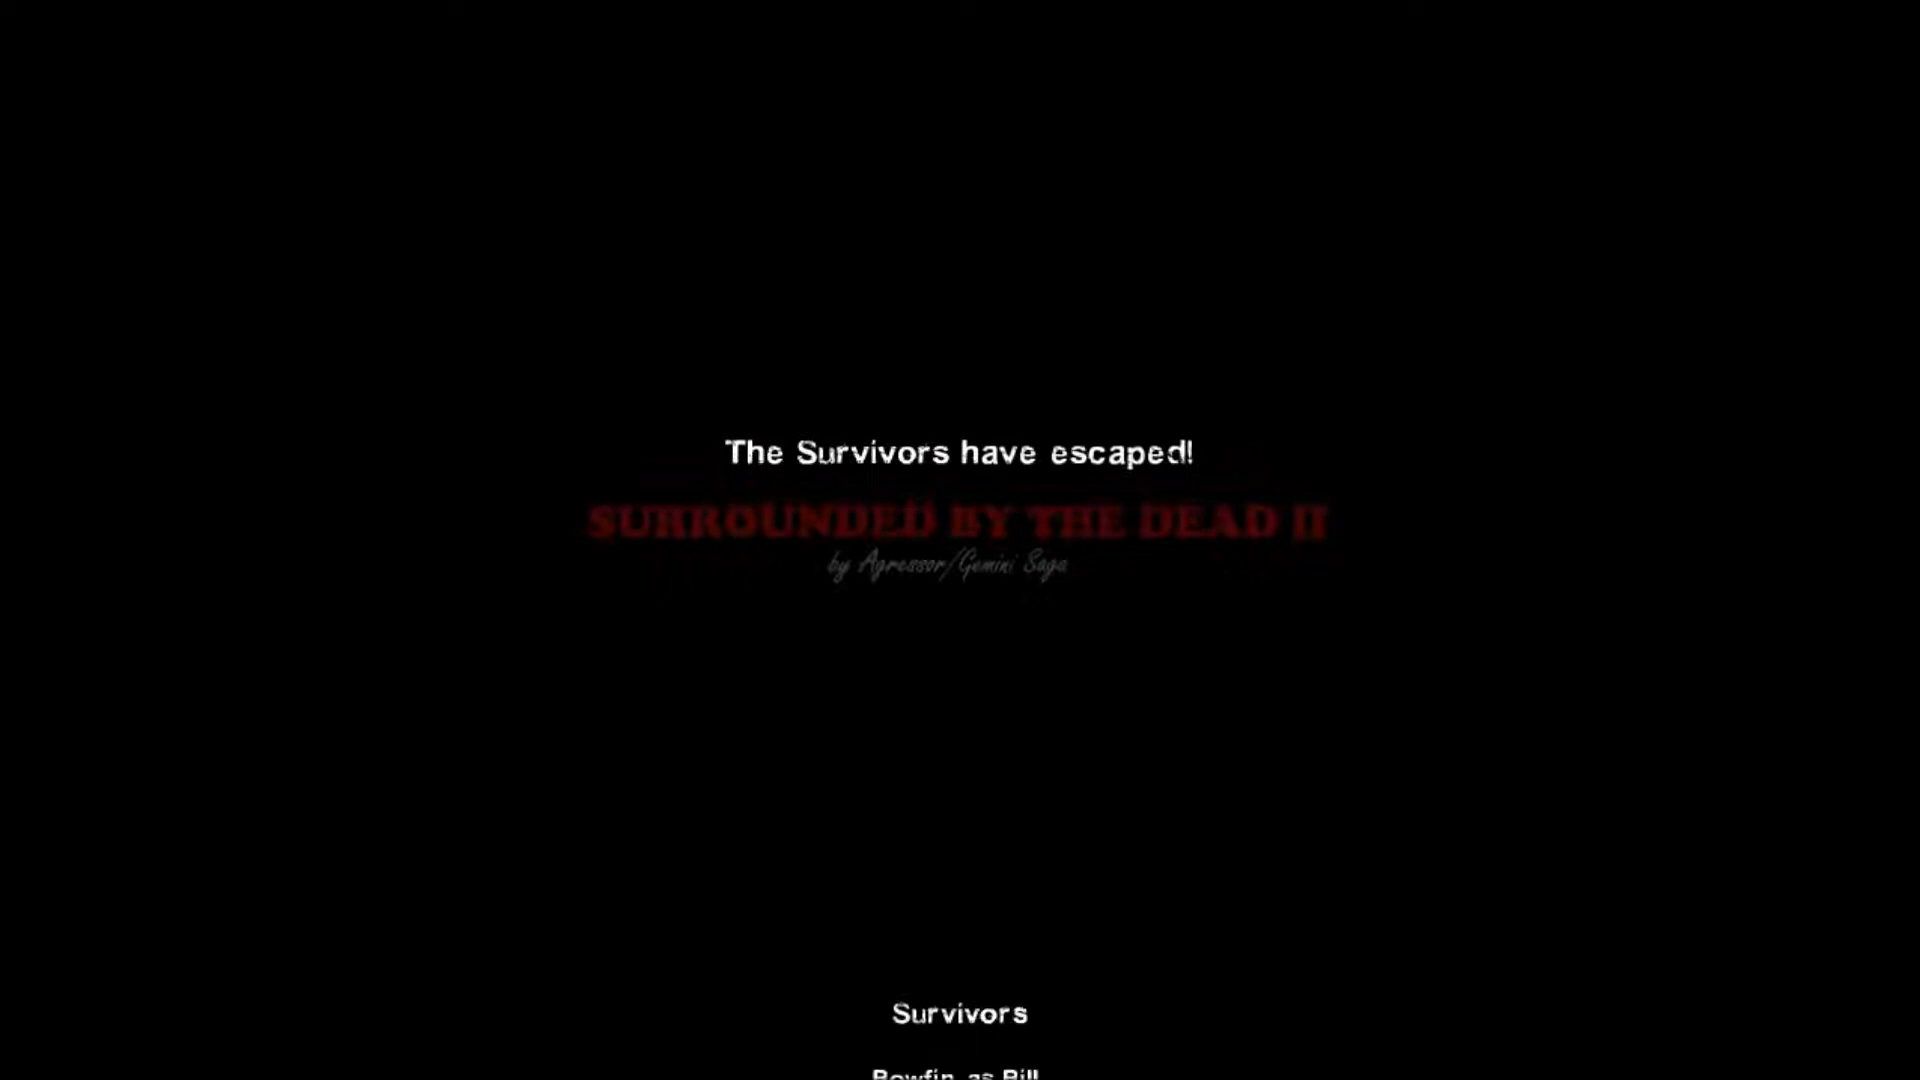 The Survivors have escaped!
SURROUNDED BY THE DEAD II
by Agressor/Gemini Saga
Survivors
Bowfin as Bill